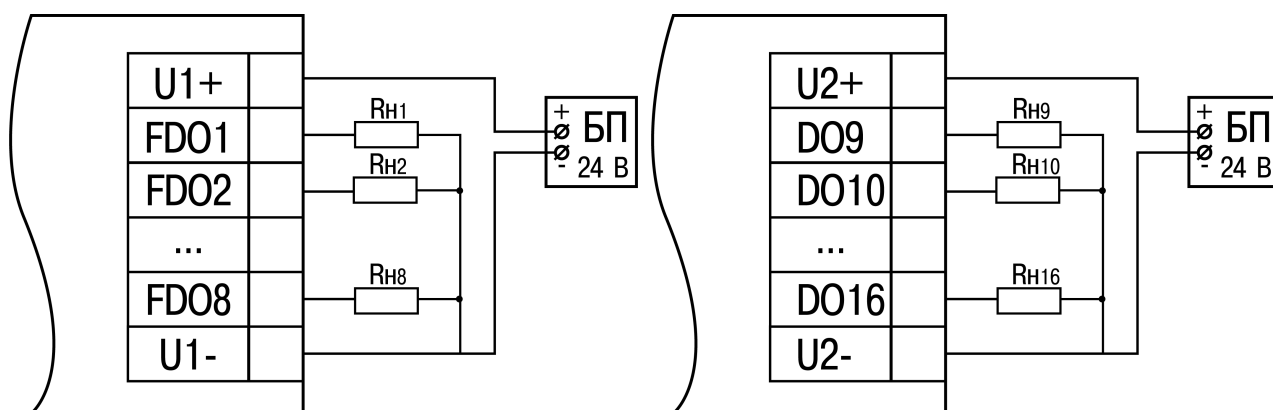 U1+
FDO1
FDO2
...
FDO8
U1-
Rн1
Rн2
Rн8
+
БП
-
24 В
U2+
DO9
DO10
...
DO16
U2-
Rн9
Rн10
Rн16
+
БП
-
24 В